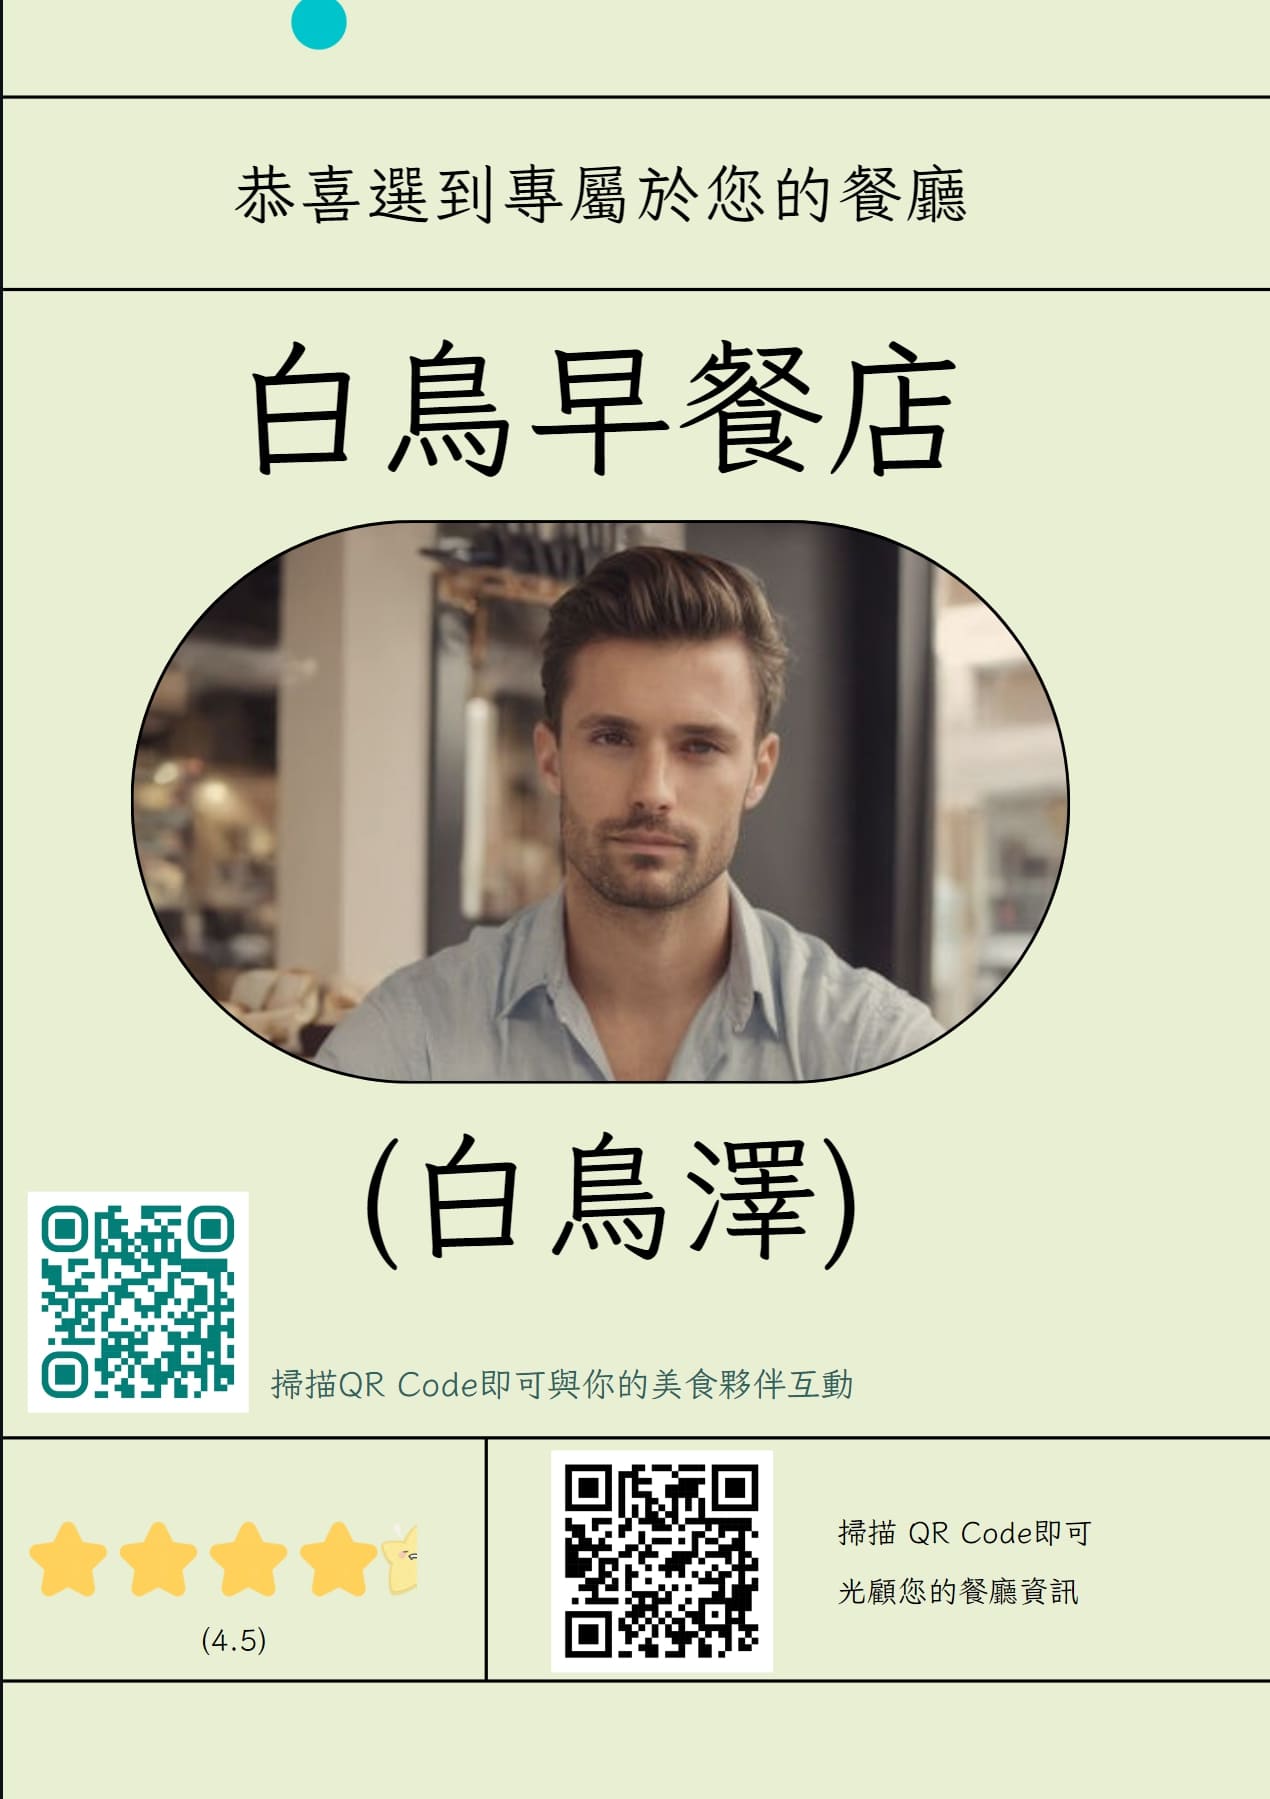 恭喜選到專屬於您的餐廳
白鳥早餐店
(白鳥澤)
掃描QR Code即可與你的美食夥伴互動
(4.5)
掃描 QR Code即可
光顧您的餐廳資訊